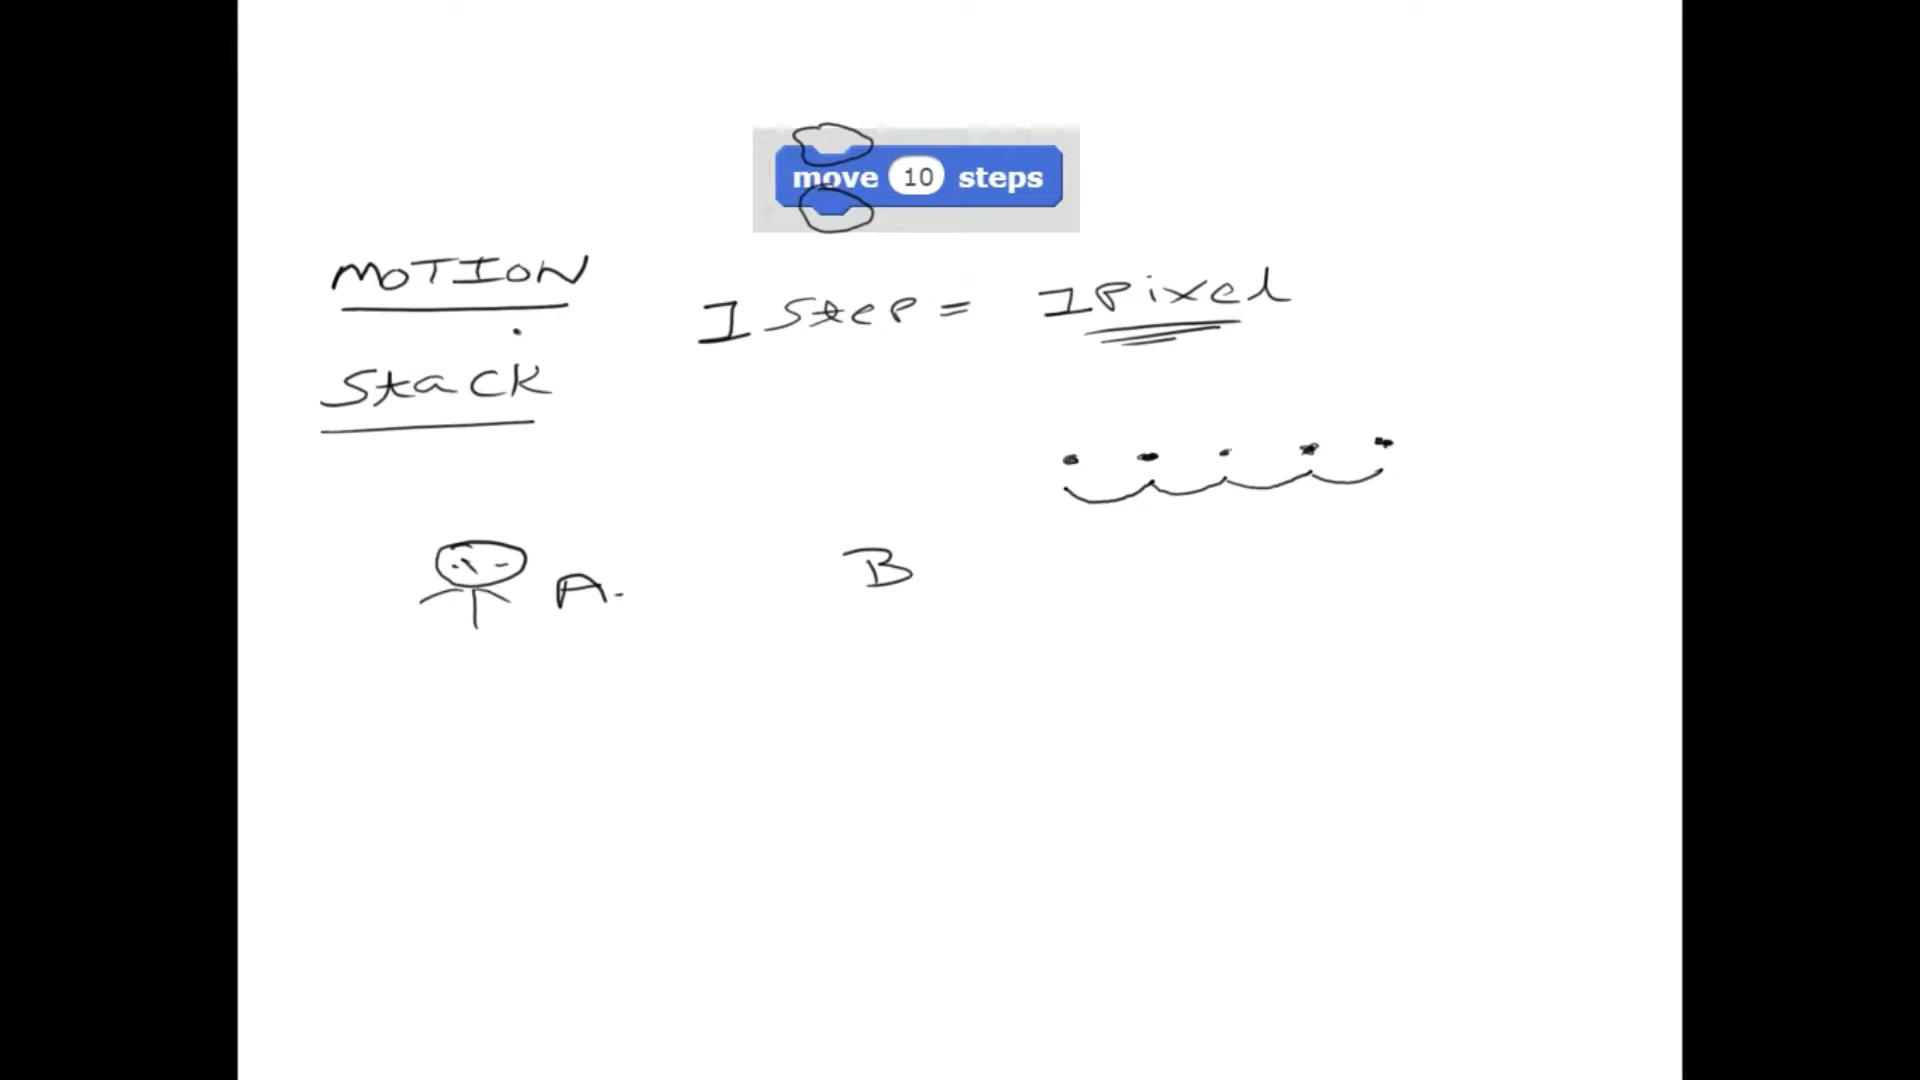 move 10 steps
MOTION
1 Step = 1 Pixel
Stack
A. B